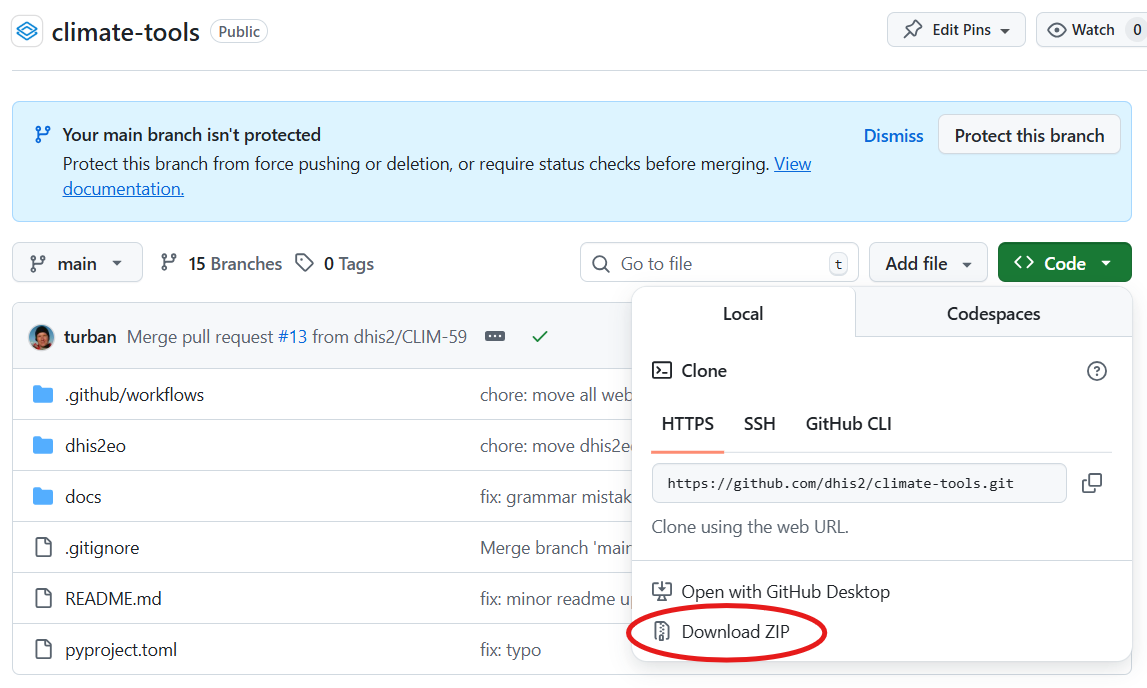 climate-tools Public Edit Pins Watch 0
Your main branch isn't protected
Dismiss Protect this branch
Protect this branch from force pushing or deletion, or require status checks before merging. View
documentation.
main 15 Branches 0 Tags Go to file t Add file Code
turban Merge pull request #13 from dhis2/CLIM-59
.github/workflows chore: move all web
dhis2eo chore: move dhis2e
docs fix: grammar mistak
.gitignore Merge branch 'main
README.md fix: minor readme u
pyproject.toml fix: typo
Local Codespaces
Clone
HTTPS SSH GitHub CLI
https://github.com/dhis2/climate-tools.git
Clone using the web URL.
Open with GitHub Desktop
Download ZIP